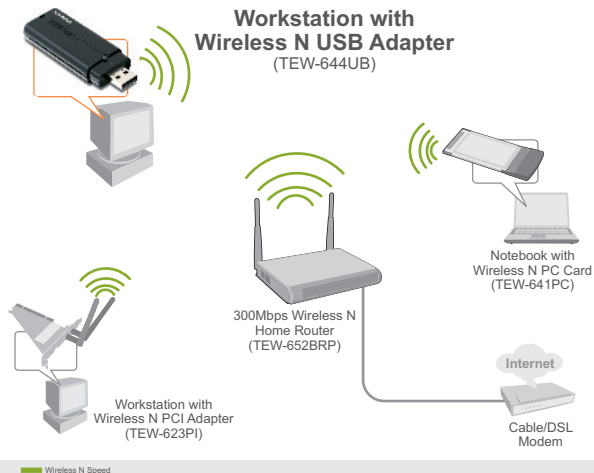 Workstation with
Wireless N USB Adapter
(TEW-644UB)
Notebook with
Wireless N PC Card
(TEW-641PC)
300Mbps Wireless N
Home Router
(TEW-652BRP)
Internet
Cable/DSL
Modem
Workstation with
Wireless N PCI Adapter
(TEW-623PI)
Wireless N Speed